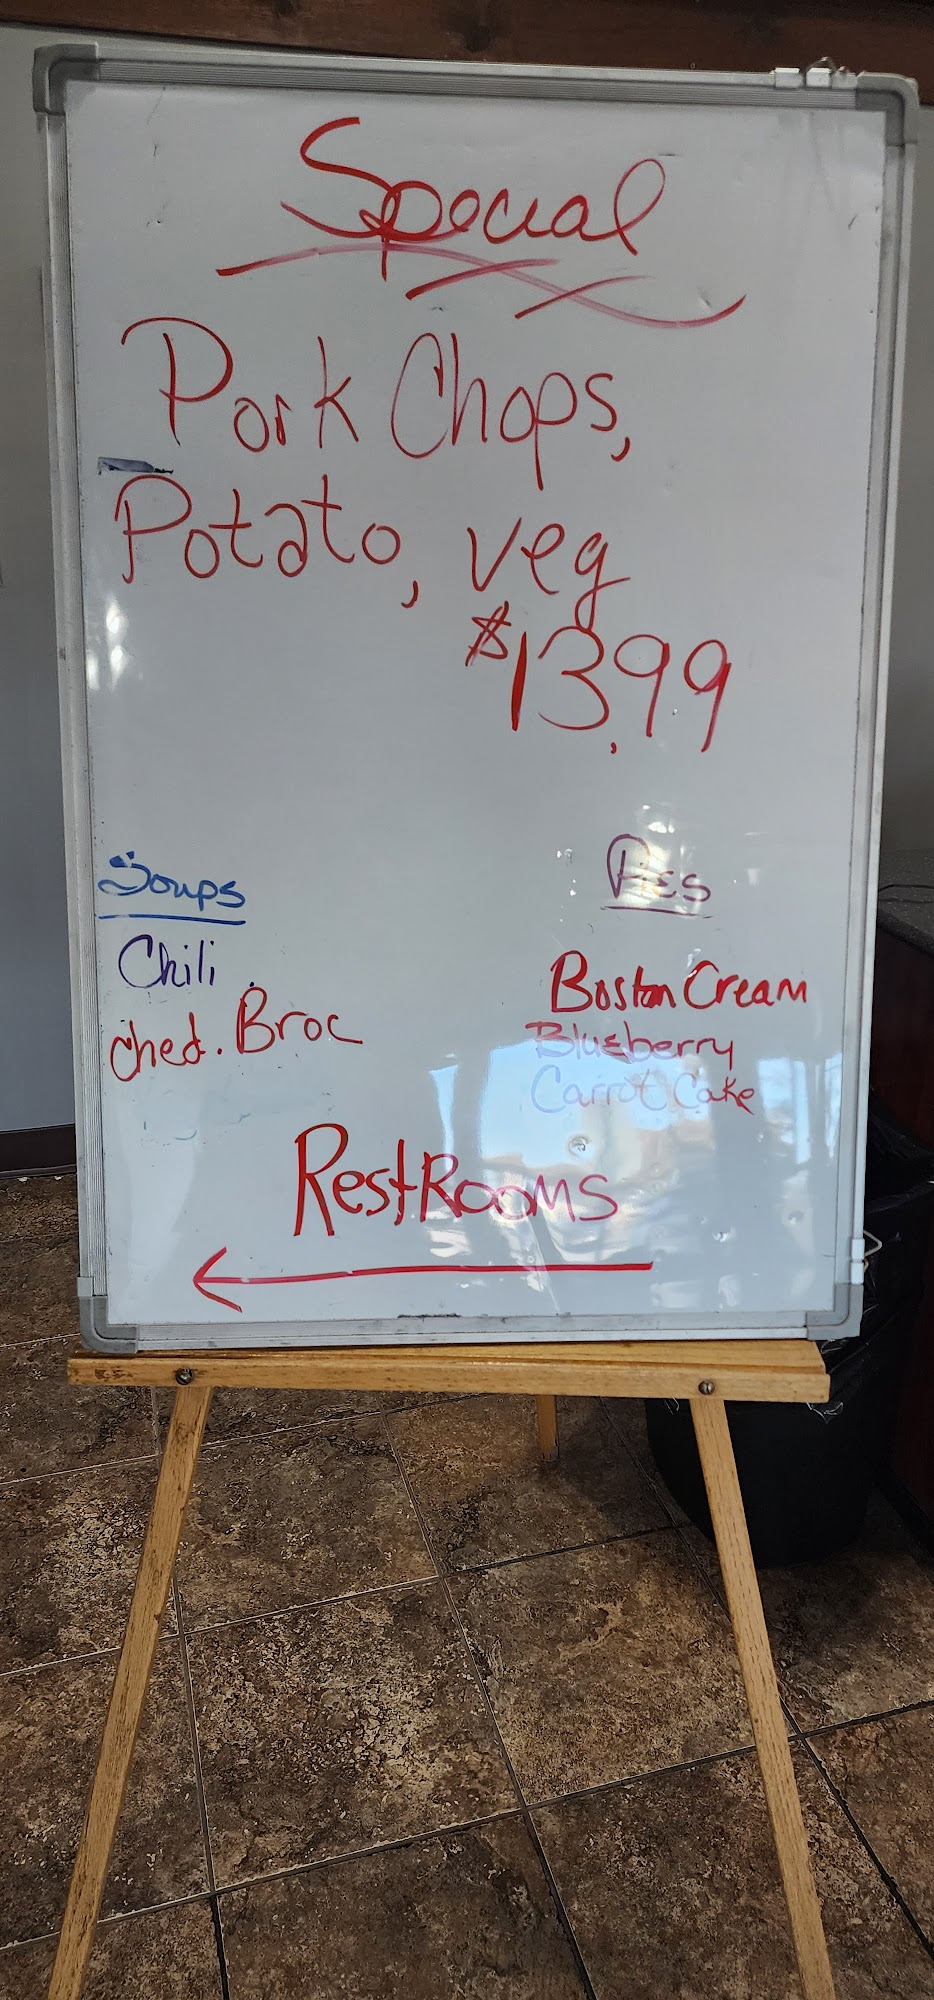 Special
Pork Chops,
Potato, veg
$13.99
Soups
Chili
Ched. Broc
Pies
Boston Cream
Blueberry
Carrot Cake
RestRooms